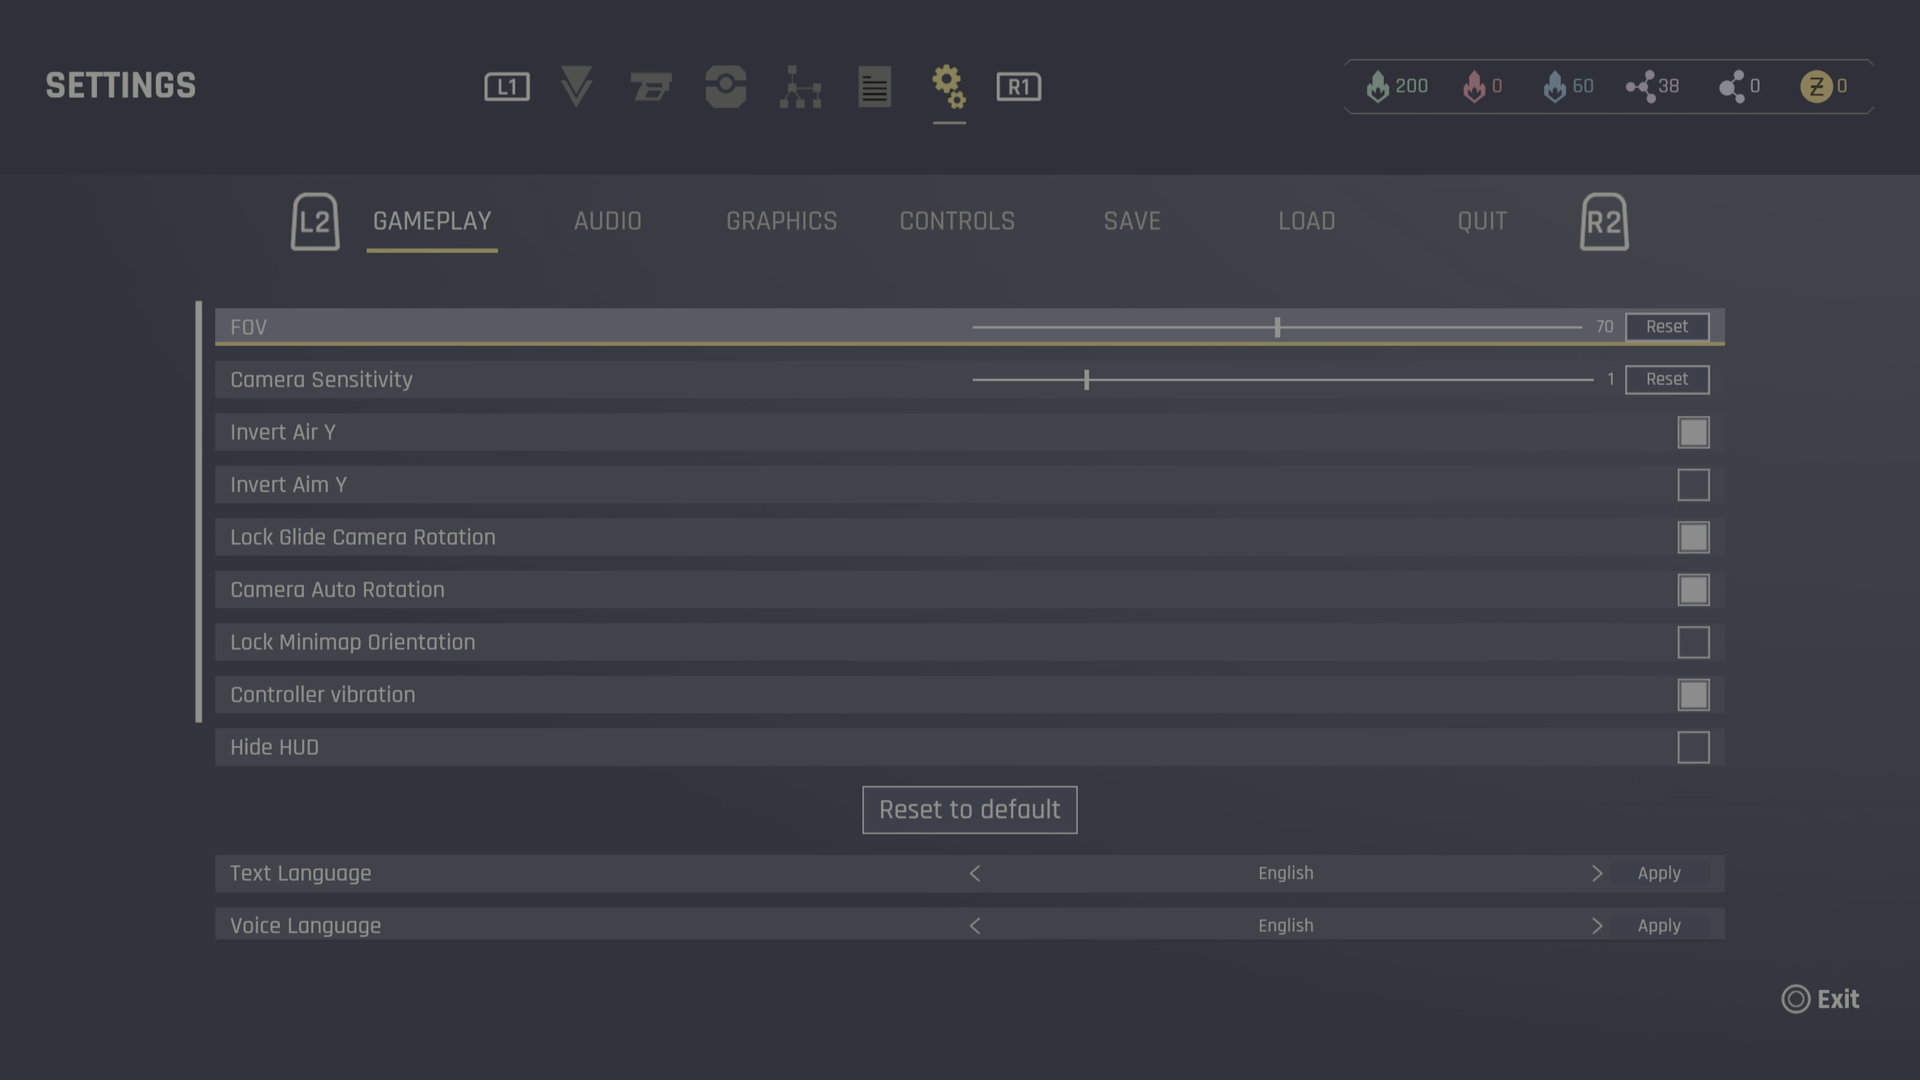 SETTINGS
L1
R1
200
0
60
38
0
Z 0
L2
GAMEPLAY
AUDIO
GRAPHICS
CONTROLS
SAVE
LOAD
QUIT
R2
FOV
70
Reset
Camera Sensitivity
1
Reset
Invert Air Y
Invert Aim Y
Lock Glide Camera Rotation
Camera Auto Rotation
Lock Minimap Orientation
Controller vibration
Hide HUD
Reset to default
Text Language
English
Apply
Voice Language
English
Apply
Exit